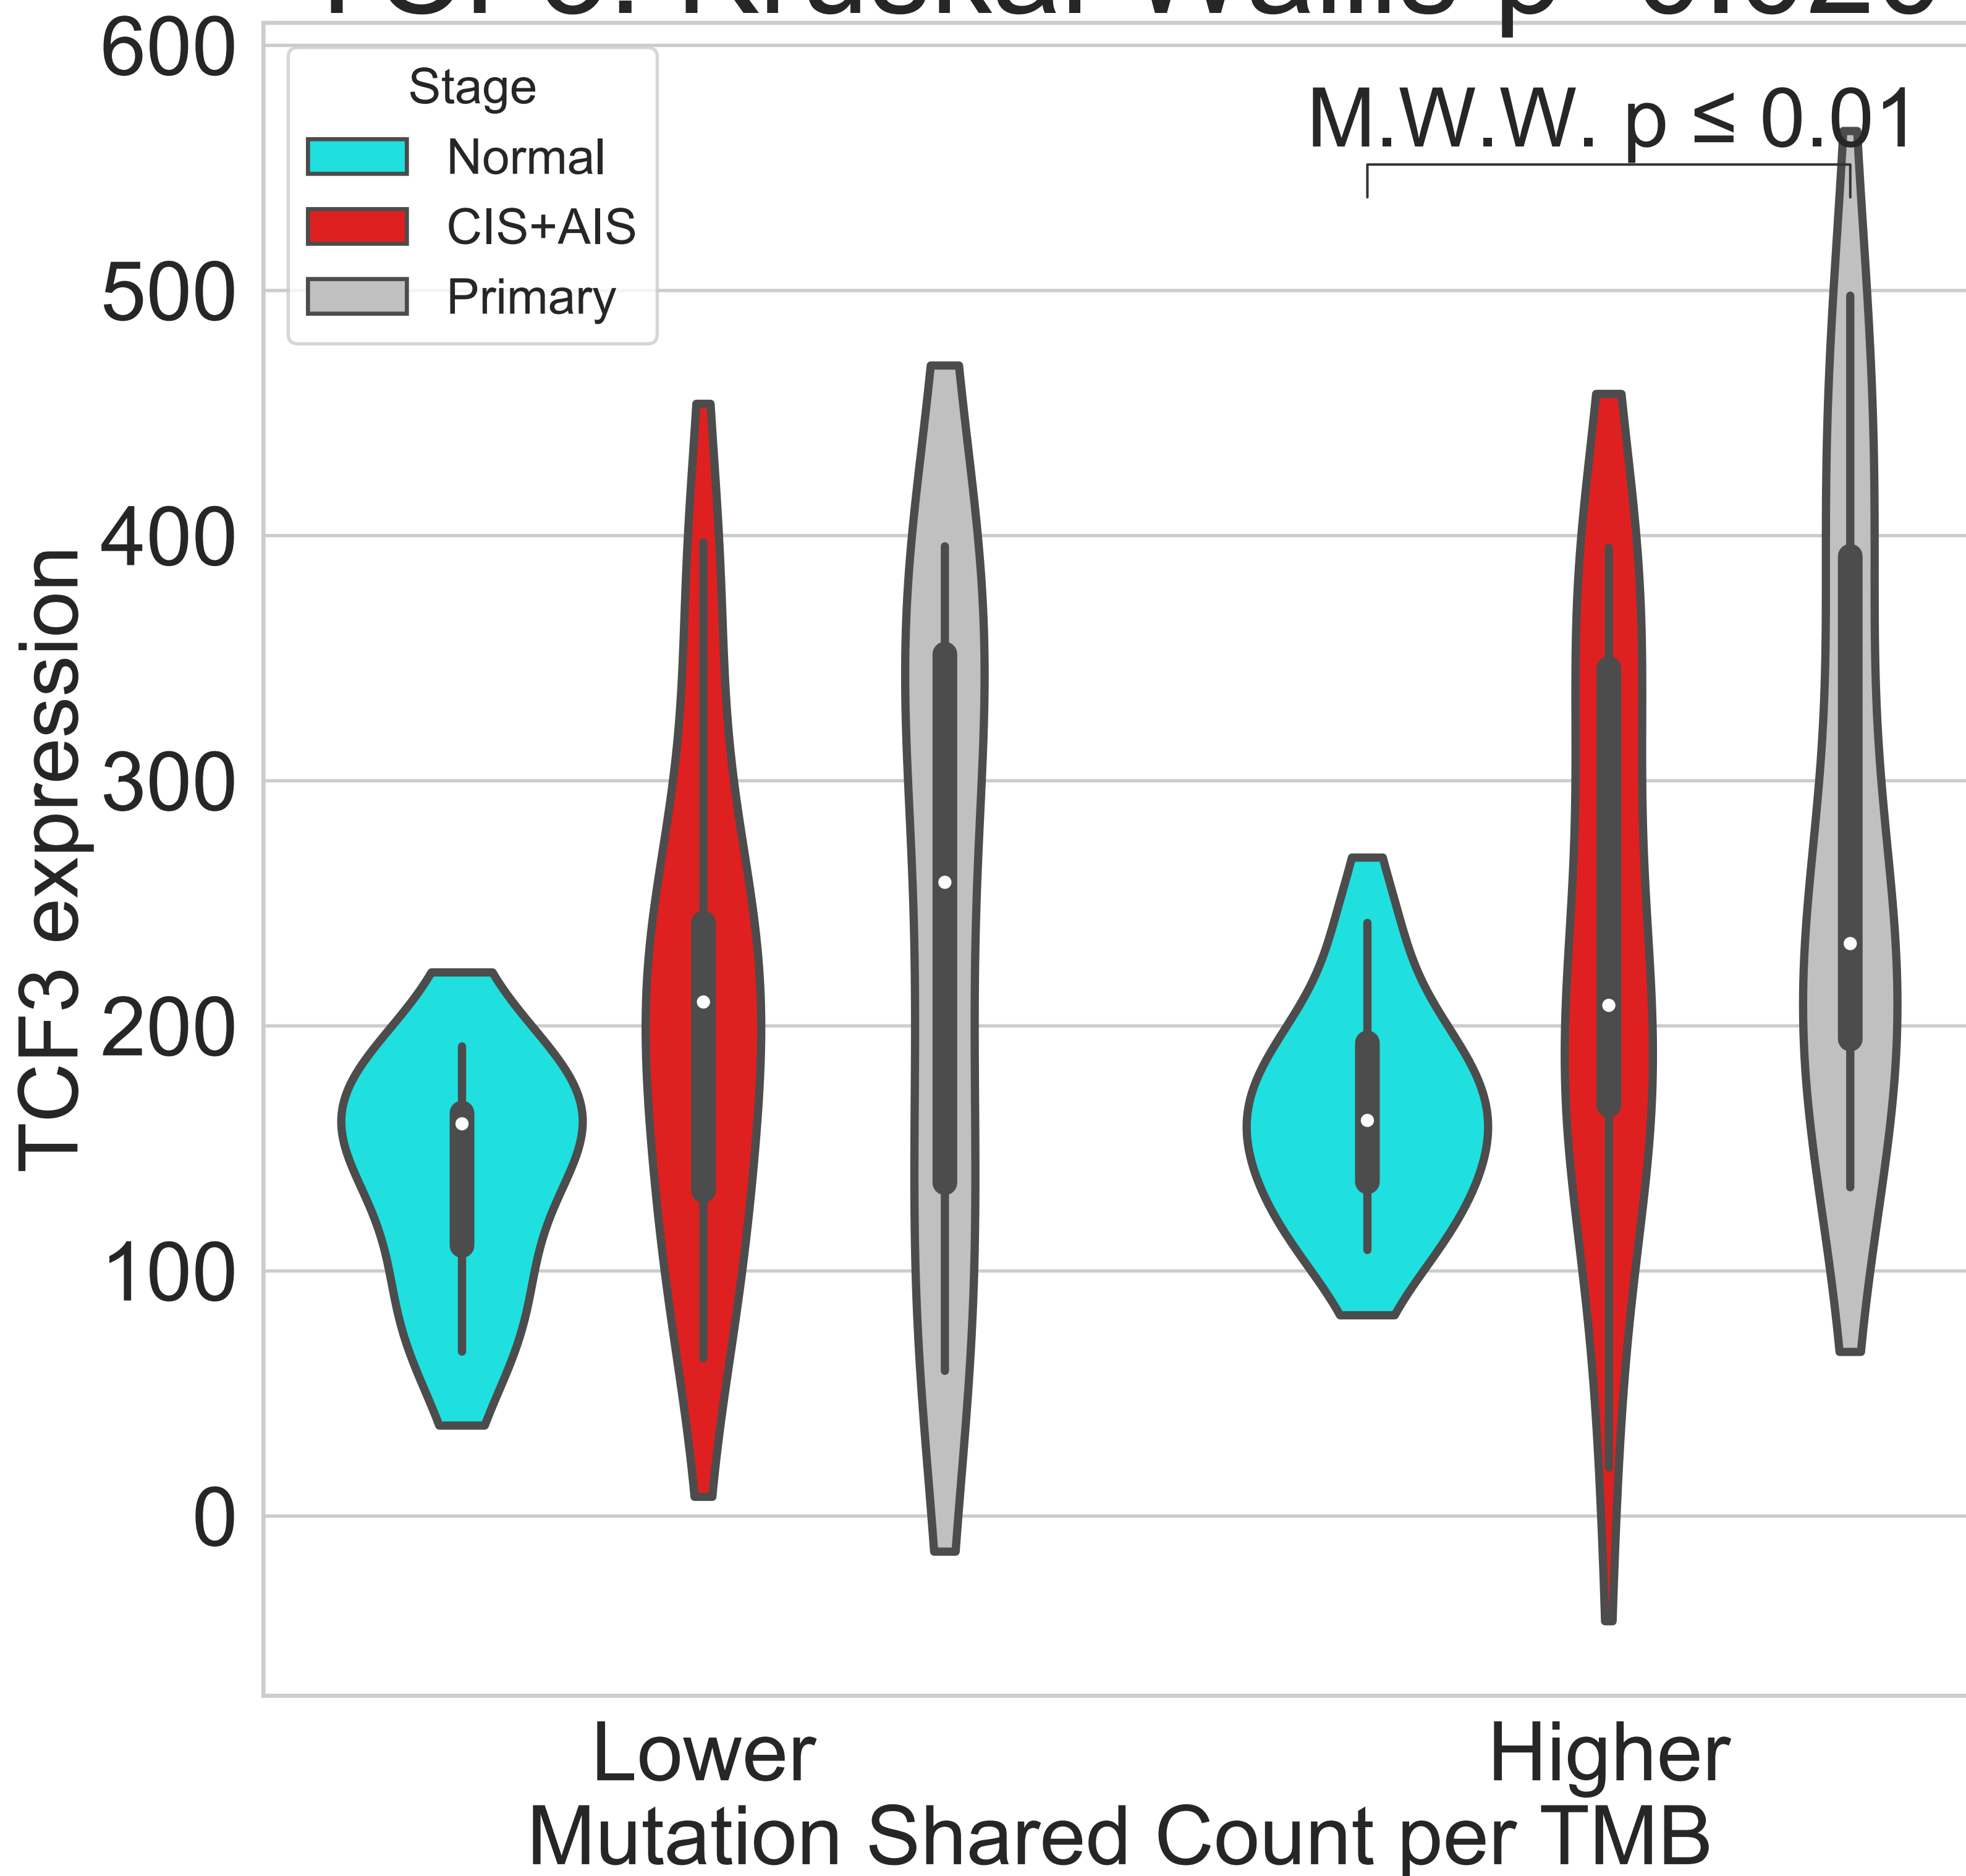 600
Stage
Normal
CIS+AIS
Primary
M.W.W. p ≤ 0.01
500
400
300
200
100
0
TCF3 expression
Lower
Higher
Mutation Shared Count per TMB